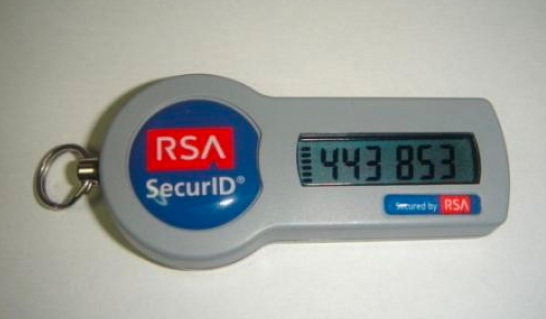 RSA
SecurID®
443 853
Secured by RSA